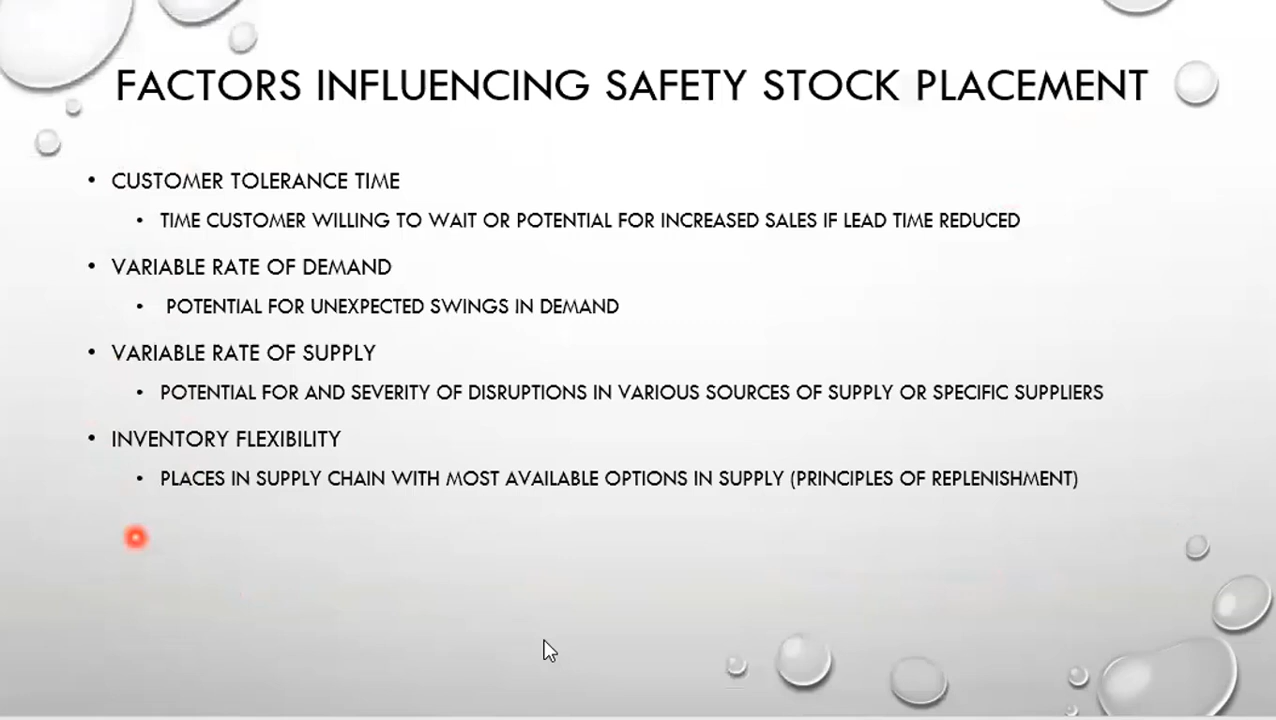 FACTORS INFLUENCING SAFETY STOCK PLACEMENT
• CUSTOMER TOLERANCE TIME
• TIME CUSTOMER WILLING TO WAIT OR POTENTIAL FOR INCREASED SALES IF LEAD TIME REDUCED
• VARIABLE RATE OF DEMAND
• POTENTIAL FOR UNEXPECTED SWINGS IN DEMAND
• VARIABLE RATE OF SUPPLY
• POTENTIAL FOR AND SEVERITY OF DISRUPTIONS IN VARIOUS SOURCES OF SUPPLY OR SPECIFIC SUPPLIERS
• INVENTORY FLEXIBILITY
• PLACES IN SUPPLY CHAIN WITH MOST AVAILABLE OPTIONS IN SUPPLY (PRINCIPLES OF REPLENISHMENT)